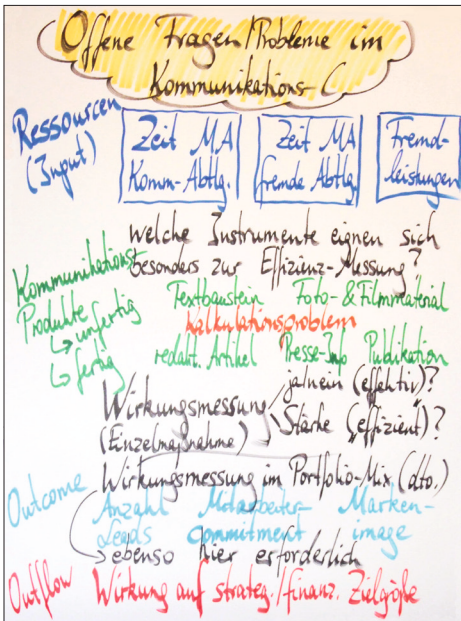 Offene Fragen/Probleme im
Kommunikations-C
Ressourcen
(Input)
Zeit MA
Komm-Abtlg.
Zeit MA
fremde Abtlg.
Fremd-
leistungen
welche Instrumente eignen sich
besonders zur Effizienz-Messung?
Kommunikations-
Produkte
↳ unfertig
↳ fertig
Textbaustein Foto- & Filmmaterial
Kalkulationsproblem
redakt. Artikel Presse-Info Publikation
Wirkungsmessung
(Einzelmaßnahme)
ja/nein (effektiv")?
Stärke („effizient")?
Wirkungsmessung im Portfolio-Mix (dto.)
Outcome
Anzahl Leads
Mitarbeiter-commitment
Marken-image
→ ebenso hier erforderlich
Outflow Wirkung auf strateg./finanz. Zielgöße